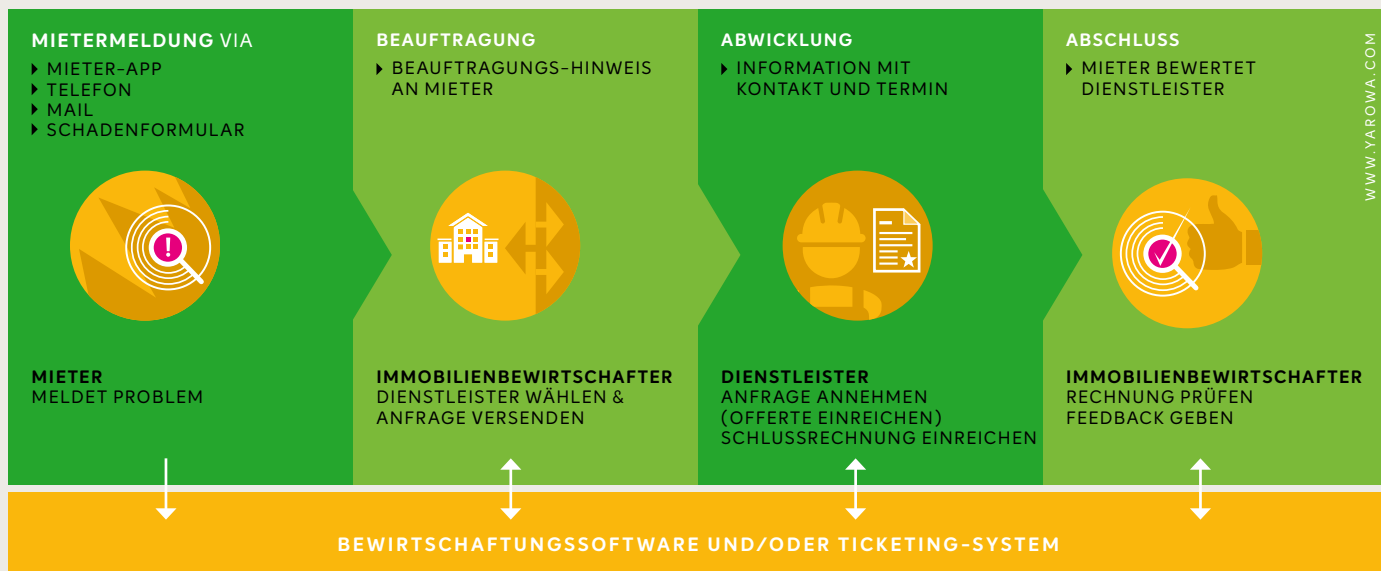 MIETERMELDUNG VIA
MIETER-APP
TELEFON
MAIL
SCHADENFORMULAR
MIETER
MELDET PROBLEM
BEAUFTRAGUNG
BEAUFTRAGUNGS-HINWEIS
AN MIETER
IMMOBILIENBEWIRTSCHAFTER
DIENSTLEISTER WÄHLEN &
ANFRAGE VERSENDEN
ABWICKLUNG
INFORMATION MIT
KONTAKT UND TERMIN
DIENSTLEISTER
ANFRAGE ANNEHMEN
(OFFERTE EINREICHEN)
SCHLUSSRECHNUNG EINREICHEN
ABSCHLUSS
MIETER BEWERTET
DIENSTLEISTER
IMMOBILIENBEWIRTSCHAFTER
RECHNUNG PRÜFEN
FEEDBACK GEBEN
WWW.YAROWA.COM
BEWIRTSCHAFTUNGSSOFTWARE UND/ODER TICKETING-SYSTEM